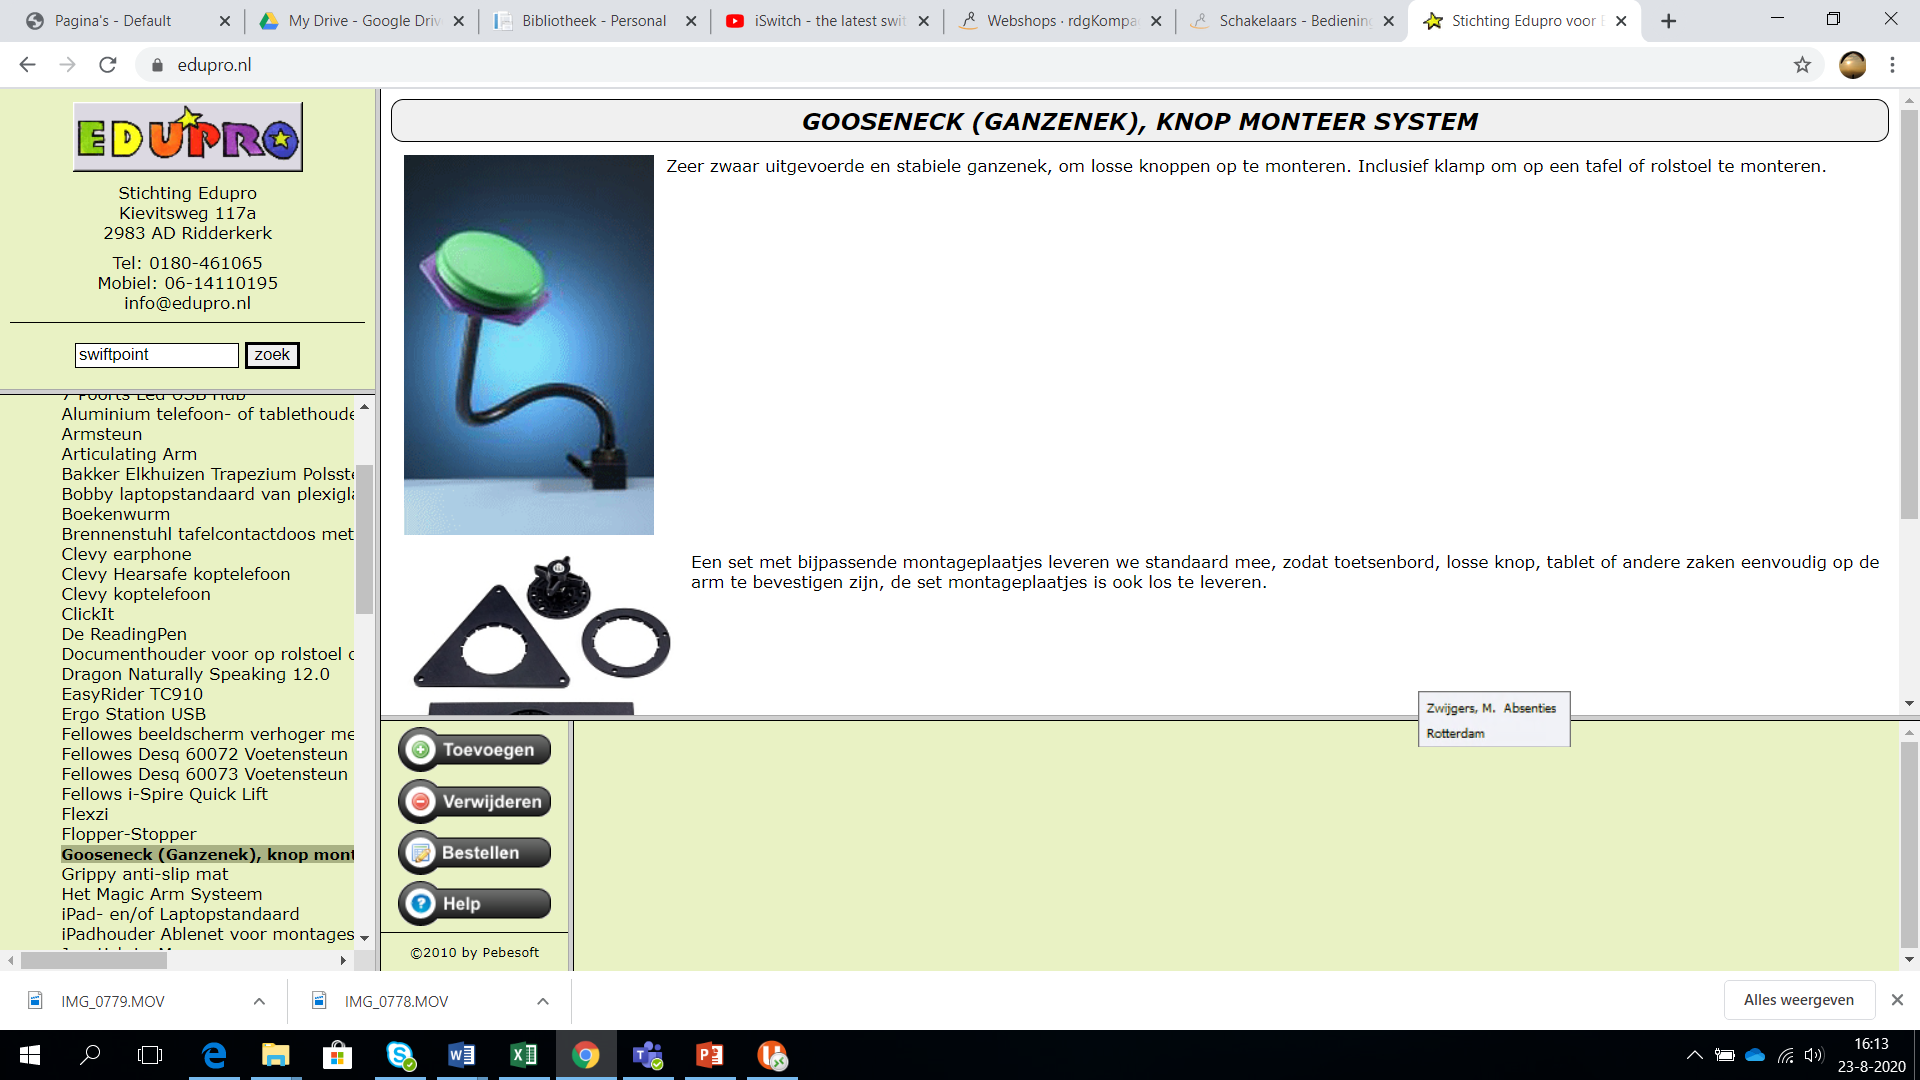 Pagina's - Default
My Drive - Google Driv
Bibliotheek - Personal
iSwitch - the latest swit
Webshops · rdgKompa
Schakelaars - Bediening
Stichting Edupro voor E
edupro.nl
EDUPRO
Stichting Edupro
Kievitsweg 117a
2983 AD Ridderkerk
Tel: 0180-461065
Mobiel: 06-14110195
info@edupro.nl
swiftpoint
zoek
7 Poorts Led USB Hub
Aluminium telefoon- of tablethoude
Armsteun
Articulating Arm
Bakker Elkhuizen Trapezium Polsste
Bobby laptopstandaard van plexigla
Boekenwurm
Brennenstuhl tafelcontactdoos met
Clevy earphone
Clevy Hearsafe koptelefoon
Clevy koptelefoon
ClickIt
De ReadingPen
Documenthouder voor op rolstoel o
Dragon Naturally Speaking 12.0
EasyRider TC910
Ergo Station USB
Fellowes beeldscherm verhoger me
Fellowes Desq 60072 Voetensteun
Fellowes Desq 60073 Voetensteun
Fellows i-Spire Quick Lift
Flexzi
Flopper-Stopper
Gooseneck (Ganzenek), knop mont
Grippy anti-slip mat
Het Magic Arm Systeem
iPad- en/of Laptopstandaard
iPadhouder Ablenet voor montages
GOOSENECK (GANZENEK), KNOP MONTEER SYSTEM
Zeer zwaar uitgevoerde en stabiele ganzenek, om losse knoppen op te monteren. Inclusief klamp om op een tafel of rolstoel te monteren.
Een set met bijpassende montageplaatjes leveren we standaard mee, zodat toetsenbord, losse knop, tablet of andere zaken eenvoudig op de
arm te bevestigen zijn, de set montageplaatjes is ook los te leveren.
Zwijgers, M. Absenties
Rotterdam
Toevoegen
Verwijderen
Bestellen
Help
©2010 by Pebesoft
IMG_0779.MOV
IMG_0778.MOV
Alles weergeven
16:13
23-8-2020